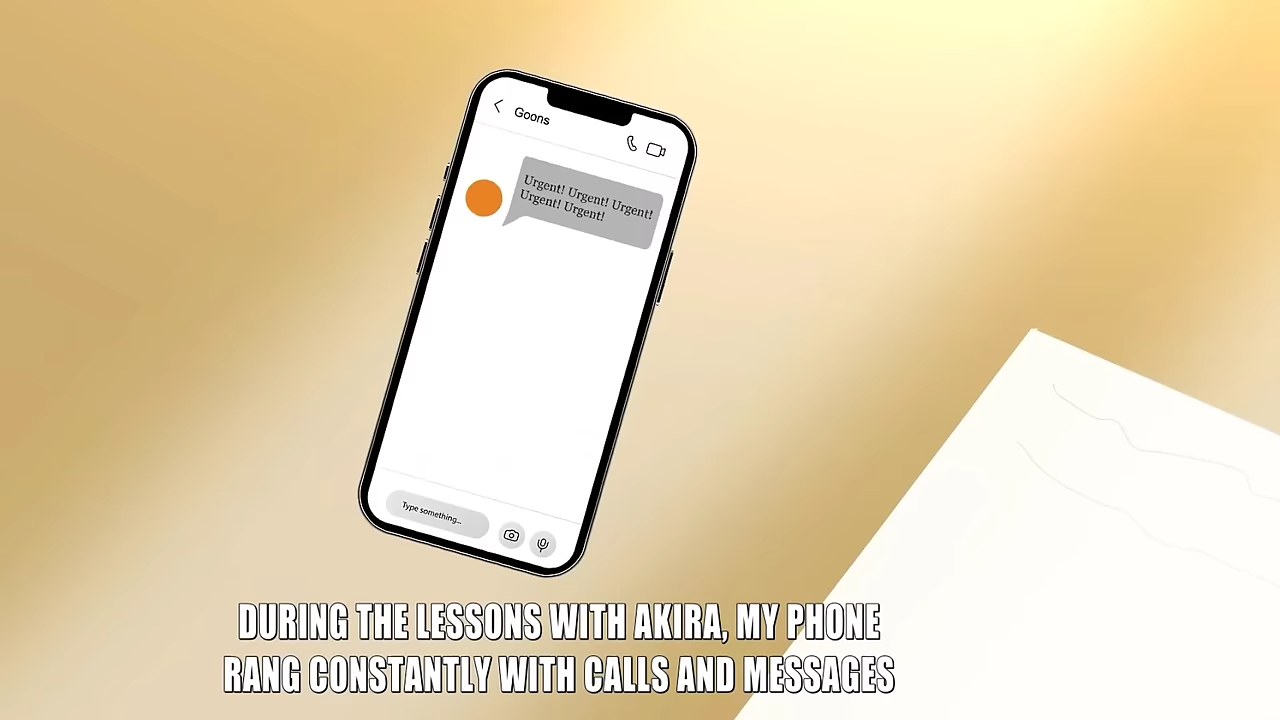 Goons
Urgent! Urgent! Urgent!
Urgent! Urgent!
Type something...
DURING THE LESSONS WITH AKIRA, MY PHONE
RANG CONSTANTLY WITH CALLS AND MESSAGES